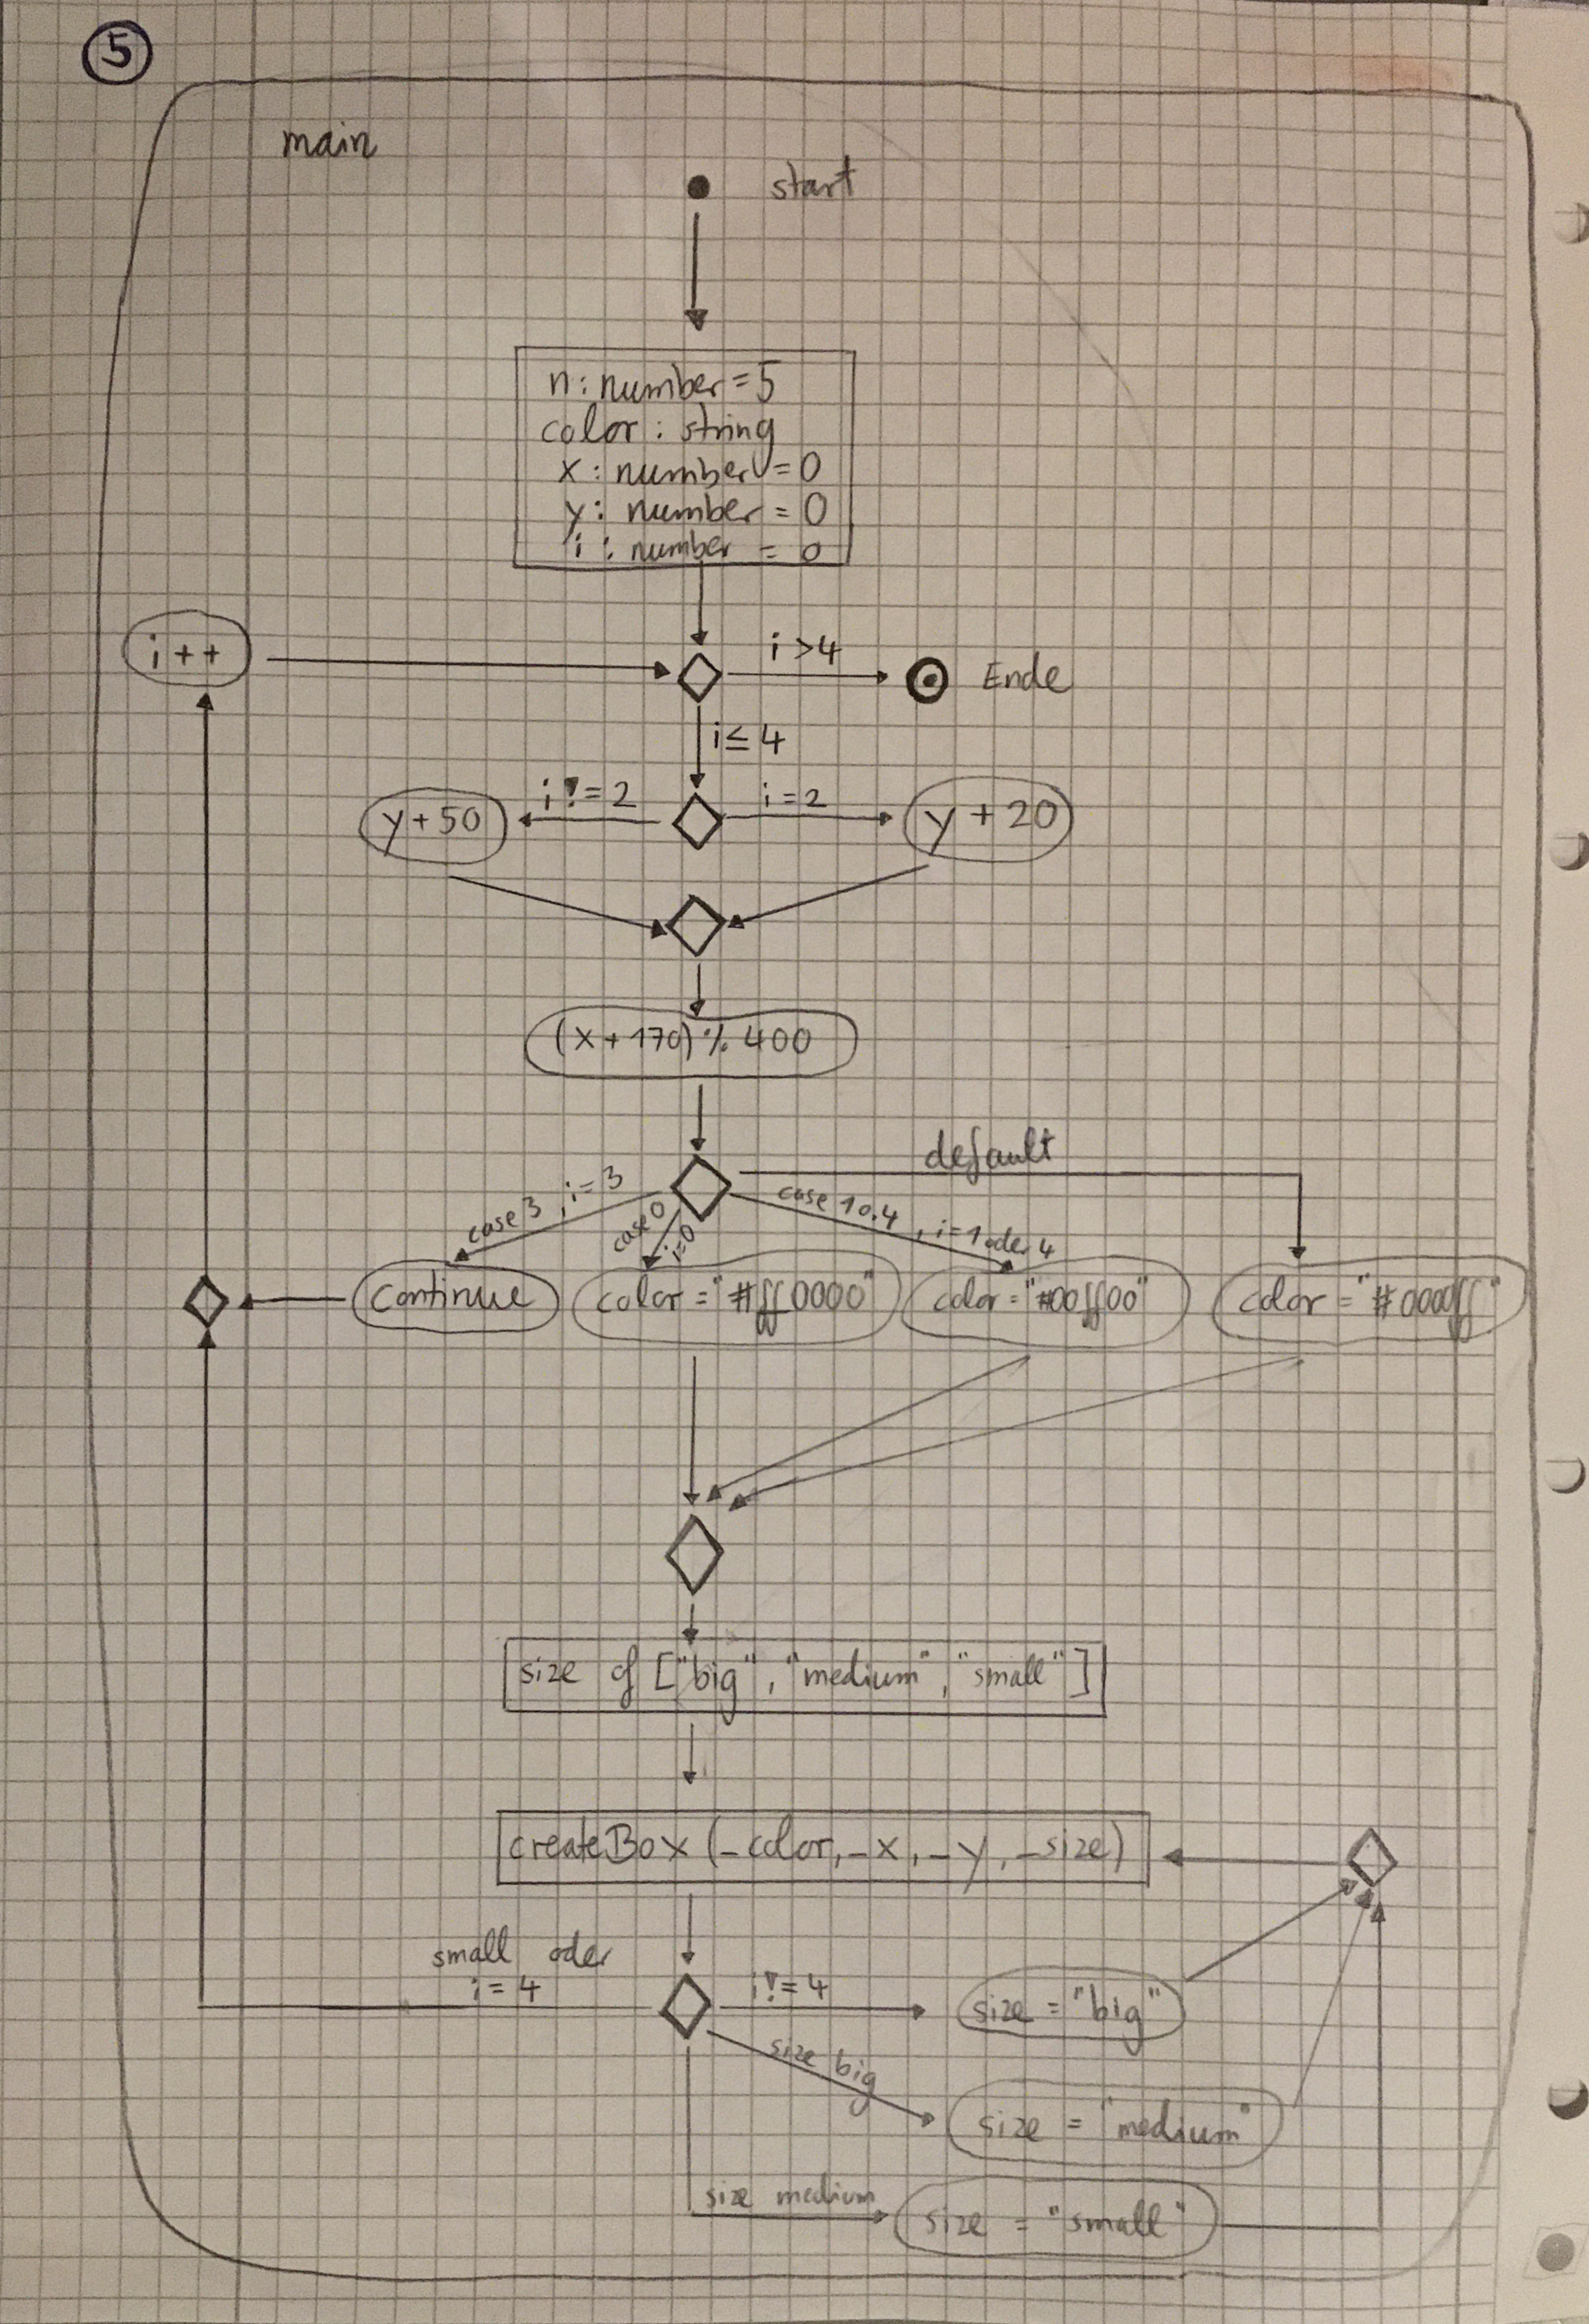 5
main
start
n: number = 5
color: string
x: number = 0
y: number = 0
i: number = 0
i++
i > 4
Ende
i ≤ 4
y + 50
i != 2
i = 2
y + 20
(x + 170) % 400
default
case 3, i = 3
case 0
i = 0
case 1 o. 4, i = 1 oder 4
continue
color = "#ff0000"
color = "#00ff00"
color = "#0000ff"
size of ["big", "medium", "small"]
createBox (_color, _x, _y, _size)
small oder
i = 4
i != 4
size = "big"
size big
size = "medium"
size medium
size = "small"